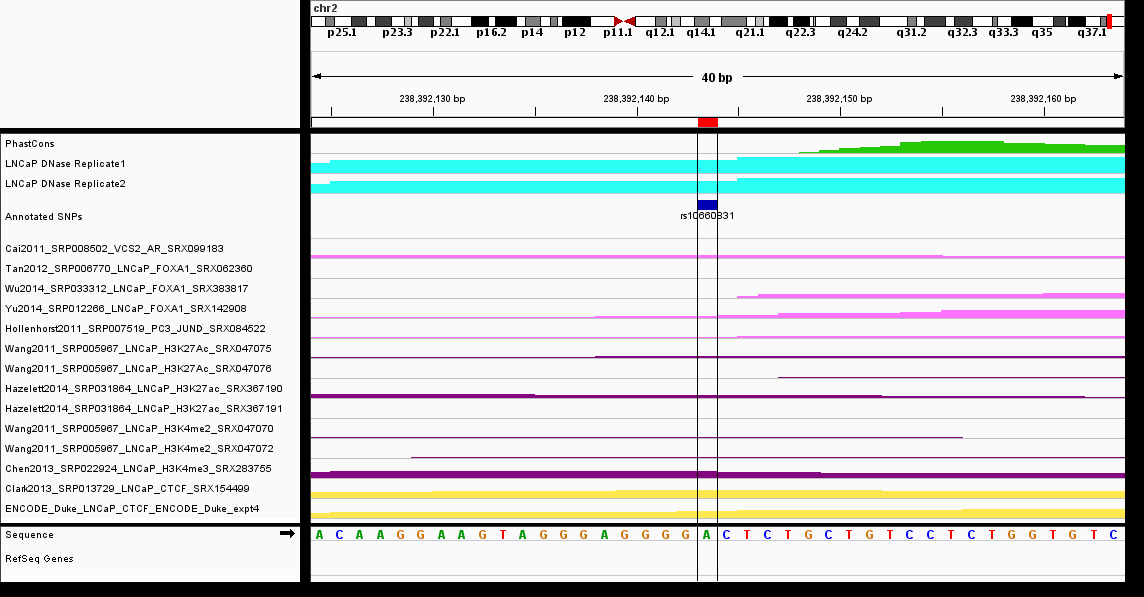 chr2
p25.1 p23.3 p22.1 p16.2 p14 p12 p11.1 q12.1 q14.1 q21.1 q22.3 q24.2 q31.2 q32.3 q33.3 q35 q37.1
40 bp
238,392,130 bp 238,392,140 bp 238,392,150 bp 238,392,160 bp
PhastCons
LNCaP DNase Replicate1
LNCaP DNase Replicate2
Annotated SNPs
rs10660831
Cai2011_SRP008502_VCS2_AR_SRX099183
Tan2012_SRP006770_LNCaP_FOXA1_SRX062360
Wu2014_SRP033312_LNCaP_FOXA1_SRX383817
Yu2014_SRP012266_LNCaP_FOXA1_SRX142908
Hollenhorst2011_SRP007519_PC3_JUND_SRX084522
Wang2011_SRP005967_LNCaP_H3K27Ac_SRX047075
Wang2011_SRP005967_LNCaP_H3K27Ac_SRX047076
Hazelett2014_SRP031864_LNCaP_H3K27ac_SRX367190
Hazelett2014_SRP031864_LNCaP_H3K27ac_SRX367191
Wang2011_SRP005967_LNCaP_H3K4me2_SRX047070
Wang2011_SRP005967_LNCaP_H3K4me2_SRX047072
Chen2013_SRP022924_LNCaP_H3K4me3_SRX283755
Clark2013_SRP013729_LNCaP_CTCF_SRX154499
ENCODE_Duke_LNCaP_CTCF_ENCODE_Duke_expt4
Sequence A C A A G G A A G T A G G G A G G G G A C T C T G C T G T C C T C T G G T G T C
RefSeq Genes